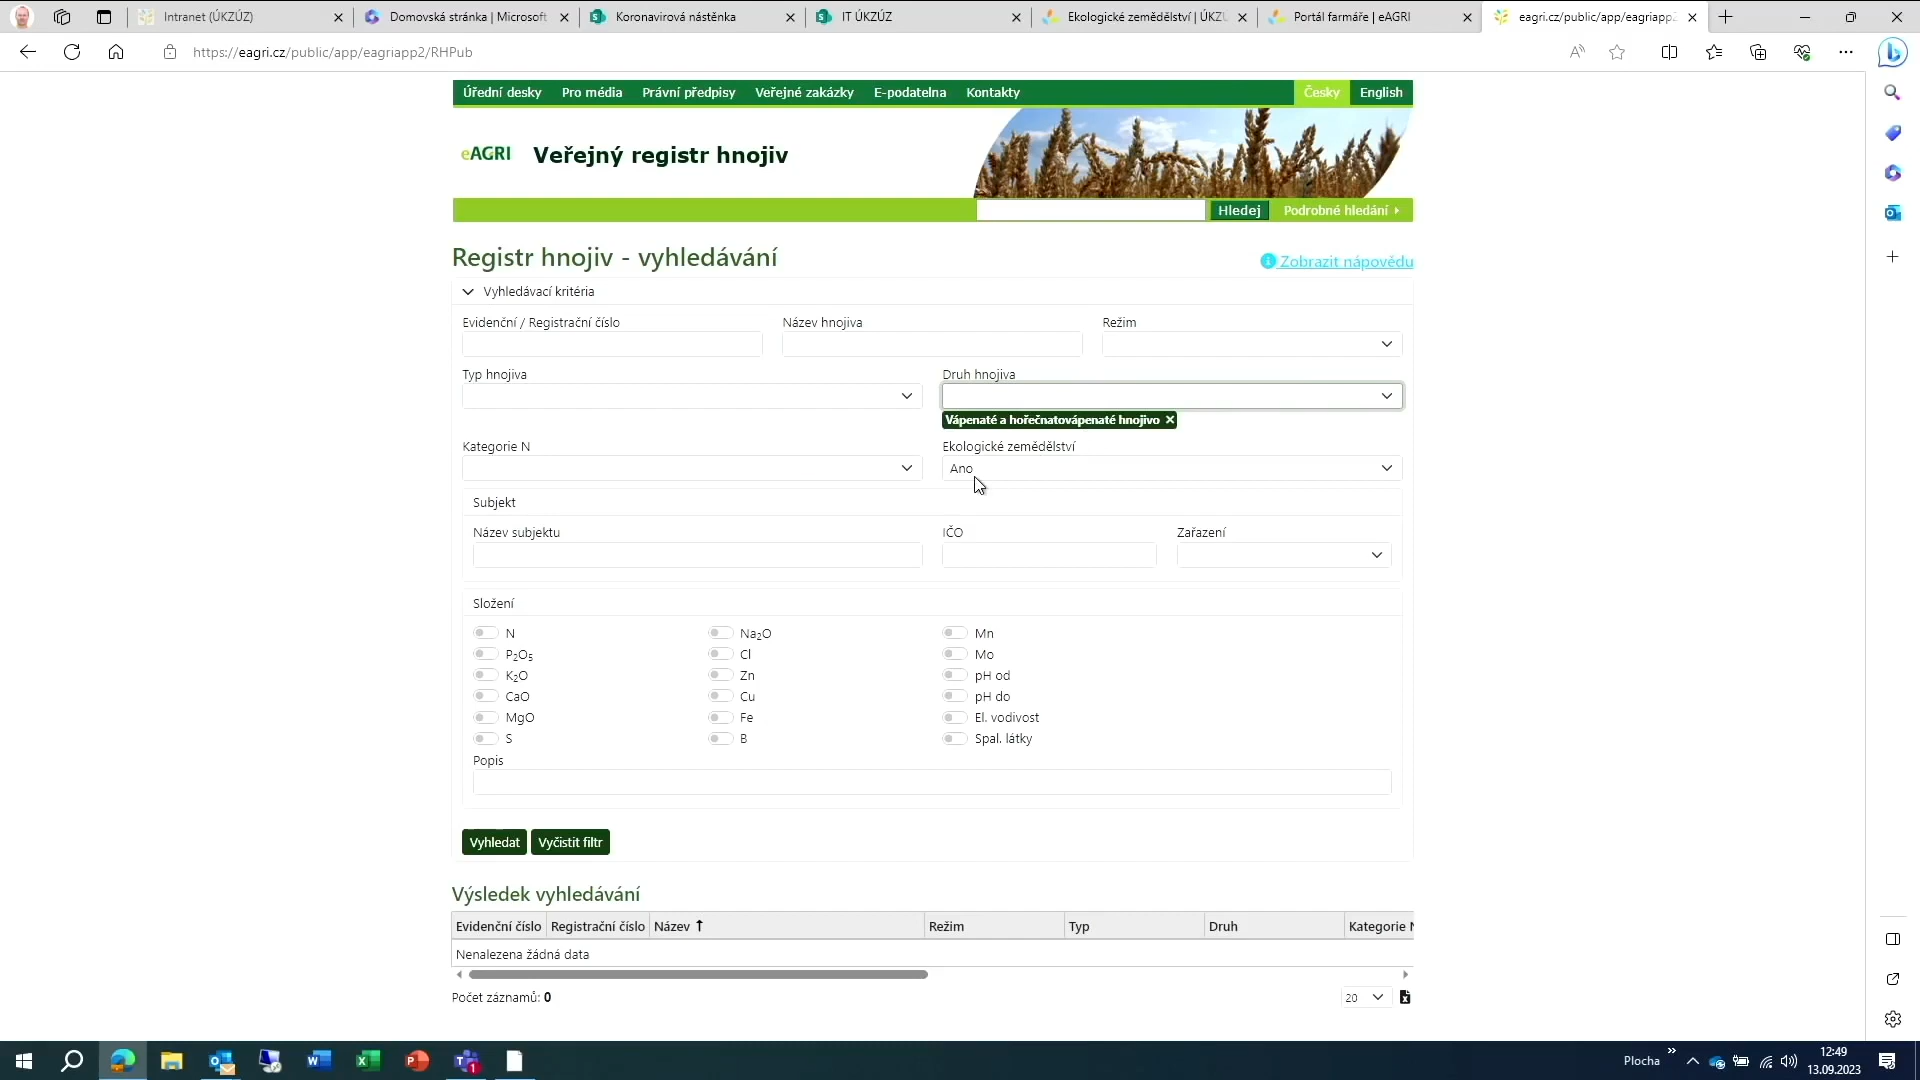 Intranet (ÚKZÚZ)
Domovská stránka | Microsoft
Koronavirová nástěnka
IT ÚKZÚZ
Ekologické zemědělství | ÚKZU
Portál farmáře | eAGRI
eagri.cz/public/app/eagriapp2
https://eagri.cz/public/app/eagriapp2/RHPub
Úřední desky Pro média Právní předpisy Veřejné zakázky E-podatelna Kontakty Česky English
eAGRI Veřejný registr hnojiv
Hledej Podrobné hledání
Registr hnojiv - vyhledávání
Zobrazit nápovědu
Vyhledávací kritéria
Evidenční / Registrační číslo Název hnojiva Režim
Typ hnojiva Druh hnojiva
Vápenaté a hořečnatovápenaté hnojivo
Kategorie N Ekologické zemědělství
Ano
Subjekt
Název subjektu IČO Zařazení
Složení
N Na₂O Mn
P₂O₅ Cl Mo
K₂O Zn pH od
CaO Cu pH do
MgO Fe El. vodivost
S B Spal. látky
Popis
Vyhledat Vyčistit filtr
Výsledek vyhledávání
Evidenční číslo Registrační číslo Název Režim Typ Druh Kategorie N
Nenalezena žádná data
Počet záznamů: 0
20
Plocha
12:49
13.09.2023